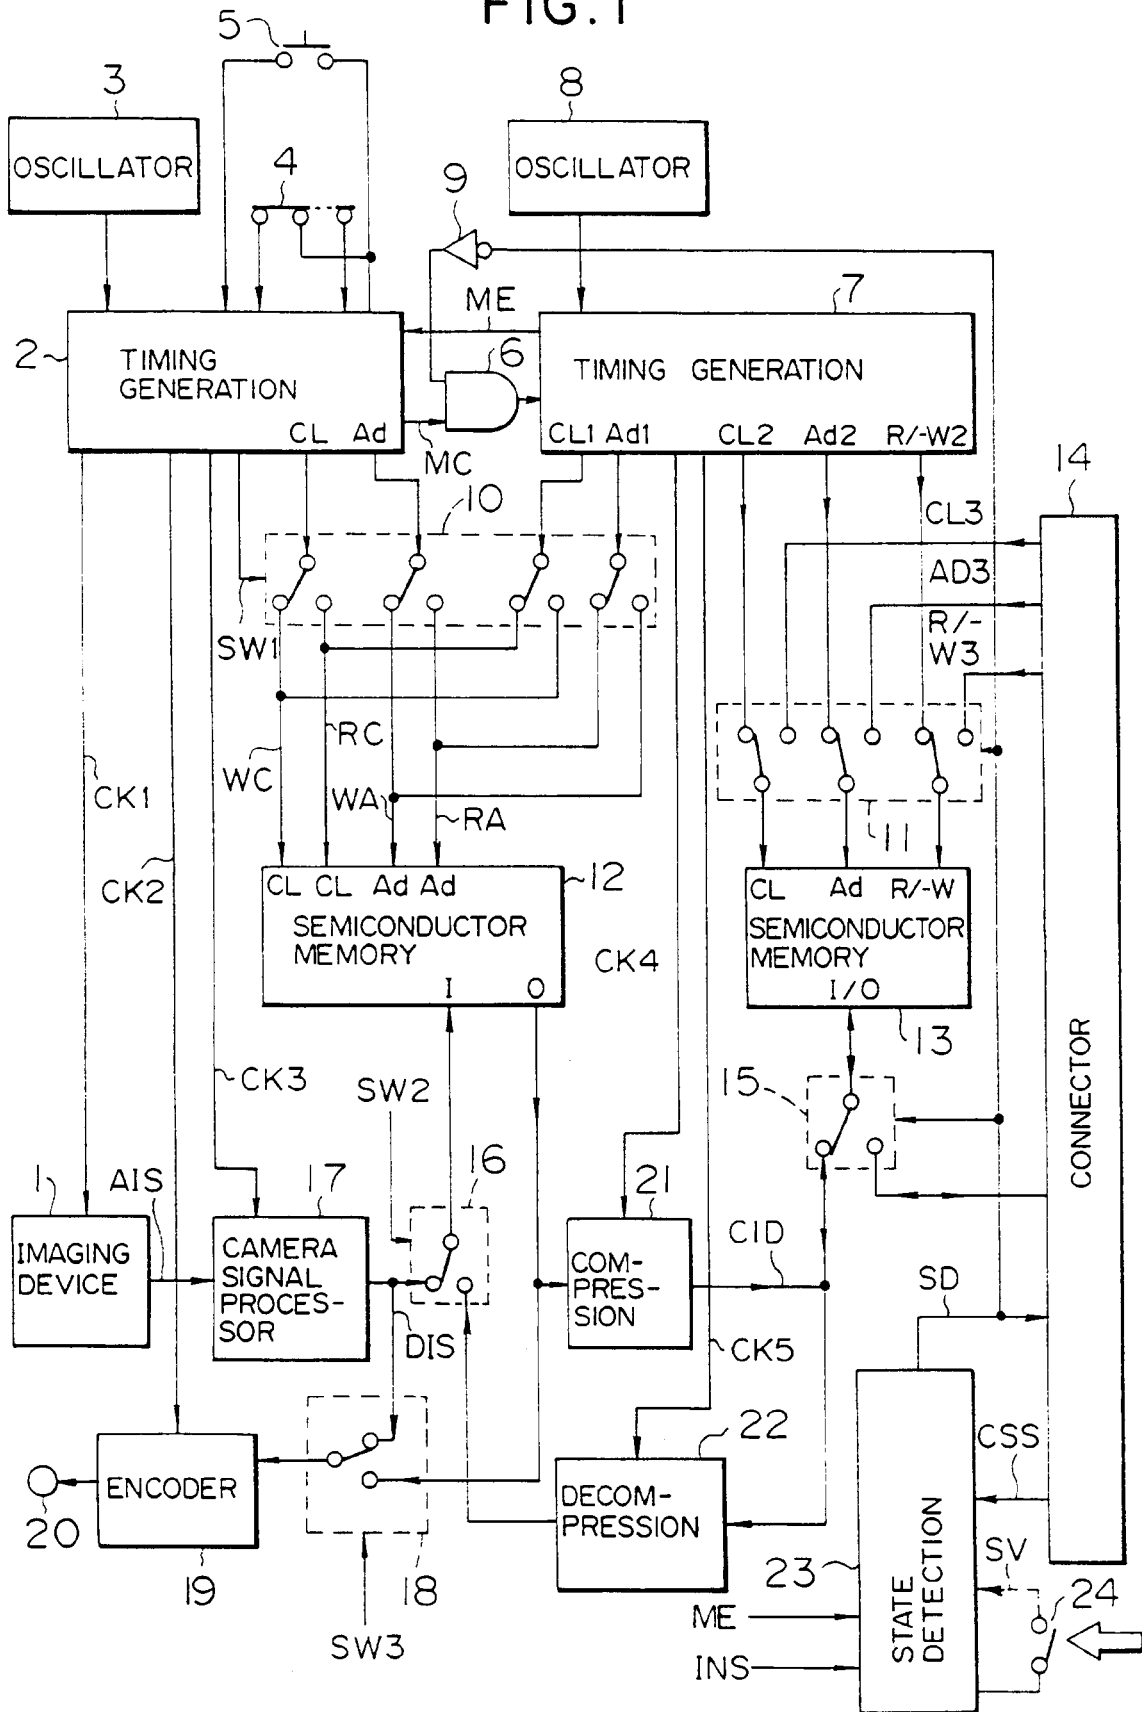 FIG. 1
5
3
8
OSCILLATOR
4
9
OSCILLATOR
ME
7
2
6
TIMING
GENERATION
TIMING GENERATION
CL Ad
MC
CL1 Ad1 CL2 Ad2 R/-W2
10
14
CL3
AD3
R/-
W3
SW1
RC
WC
WA
RA
CK1
11
CK2
CL CL Ad Ad
12
SEMICONDUCTOR
MEMORY
I O
CK4
CL Ad R/-W
SEMICONDUCTOR
MEMORY
I/O
13
CONNECTOR
CK3
SW2
15
1
AIS
17
16
21
IMAGING
DEVICE
CAMERA
SIGNAL
PROCES-
SOR
COM-
PRES-
SION
CID
SD
DIS
CK5
22
CSS
ENCODER
DECOM-
PRESSION
20
19
18
23
SV
24
STATE
DETECTION
ME
SW3
INS